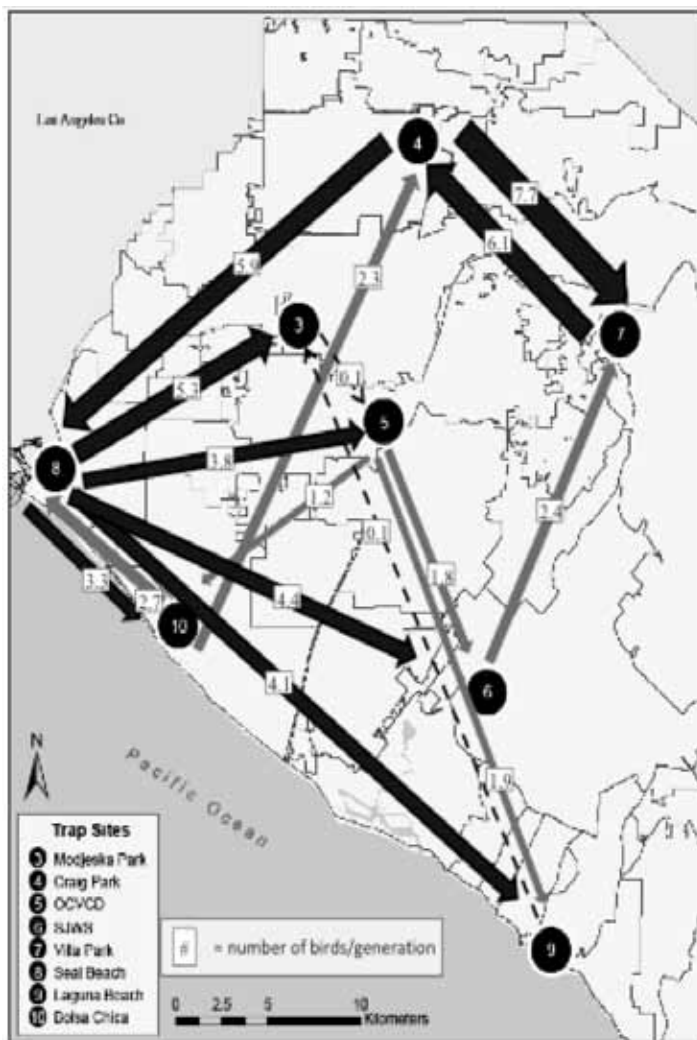 Los Angeles Co
4
7.7
6.1
5.9
2.3
3
7
0.1
5.3
5
3.8
8
1.2
0.1
2.4
4.4
1.8
3.3
2.7
10
4.1
6
1.9
N
Pacific Ocean
Trap Sites
3 Modjeska Park
4 Craig Park
5 OCVCD
6 SJWS
7 Villa Park
8 Seal Beach
9 Laguna Beach
10 Bolsa Chica
# = number of birds/generation
9
0 2.5 5 10
Kilometers